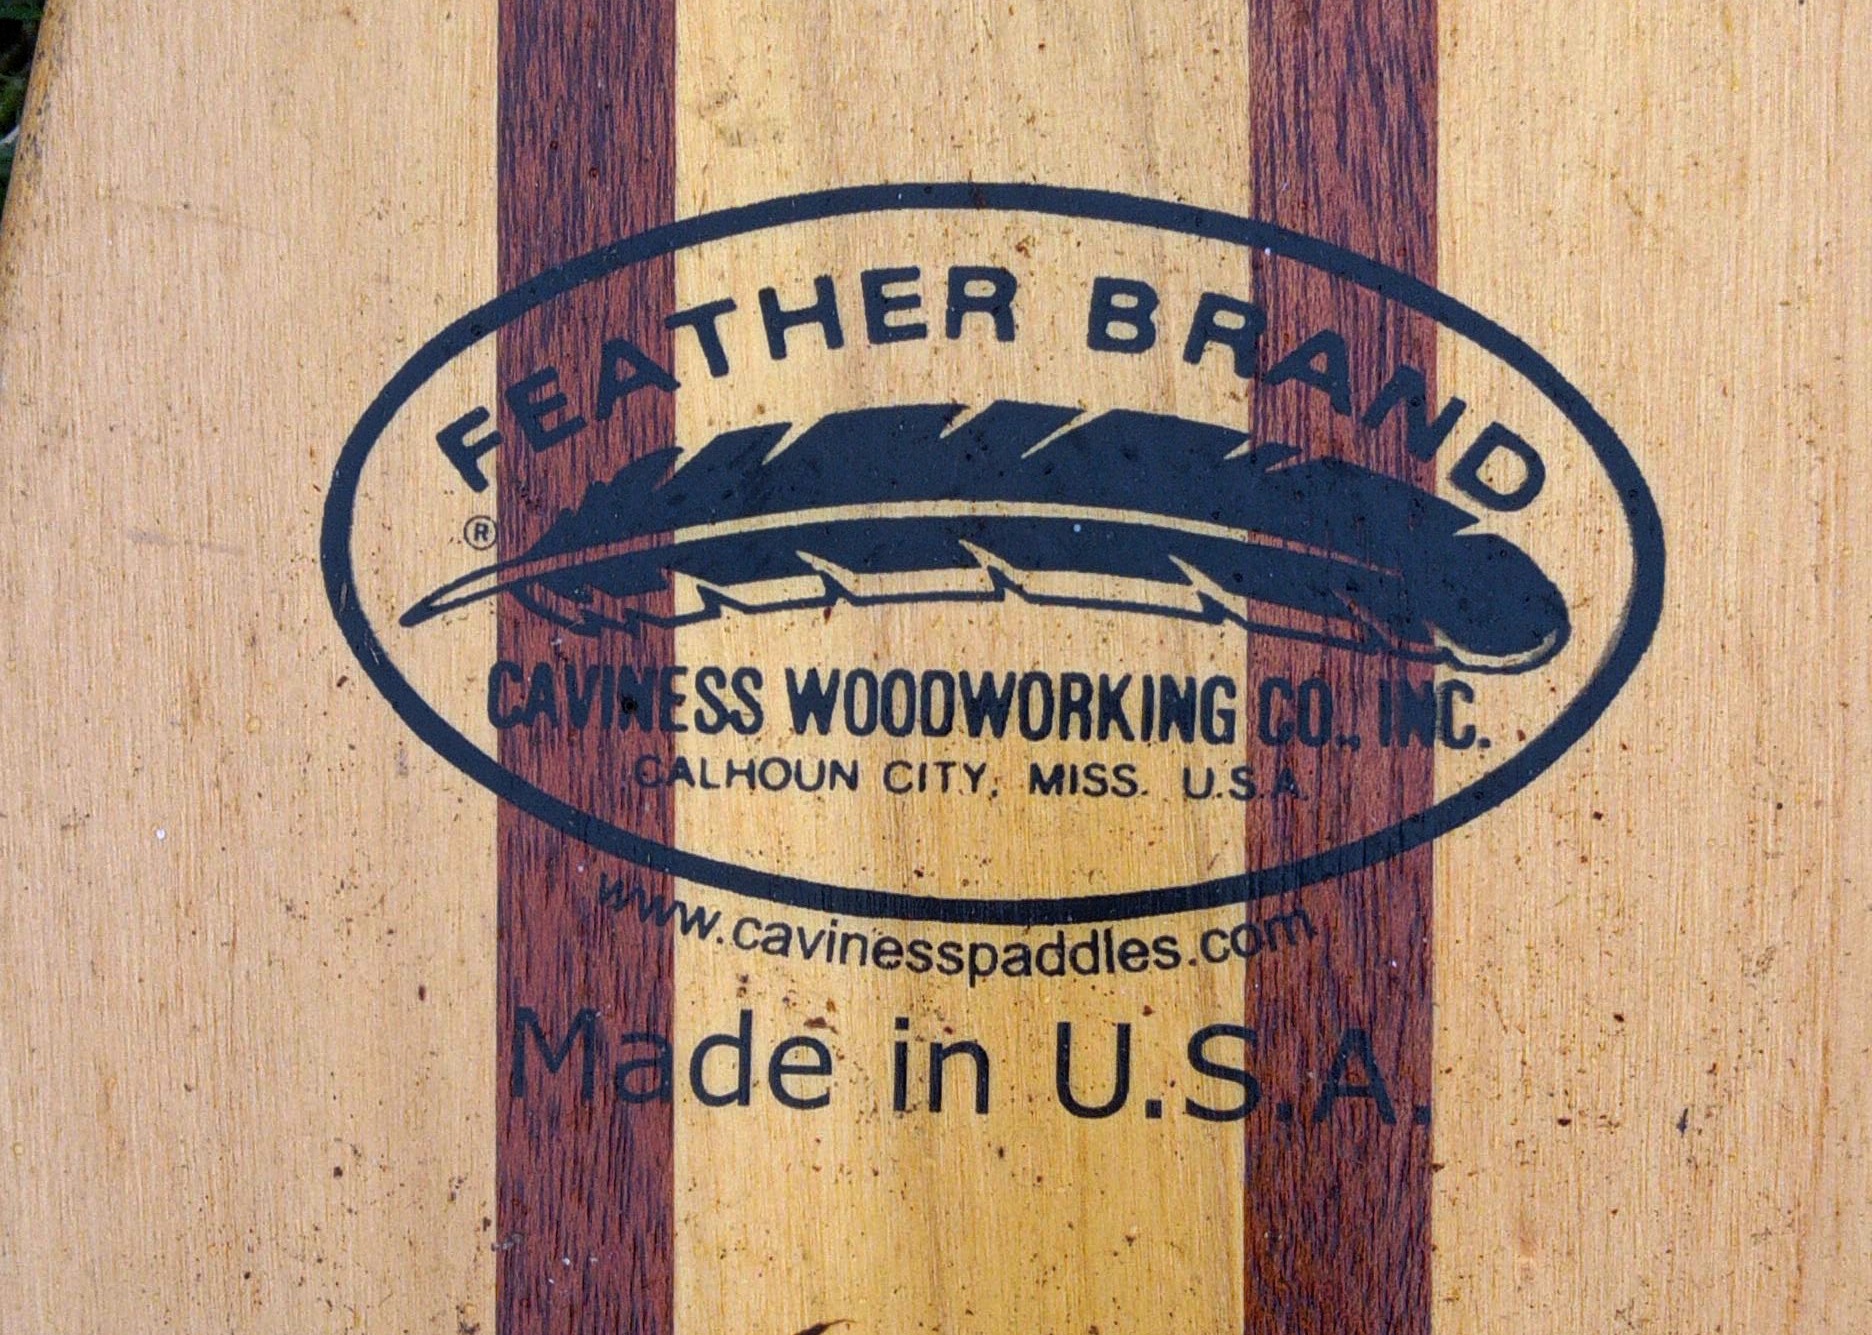 FEATHER BRAND
®
CAVINESS WOODWORKING CO., INC.
CALHOUN CITY, MISS. U.S.A.
www.cavinesspaddles.com
Made in U.S.A.